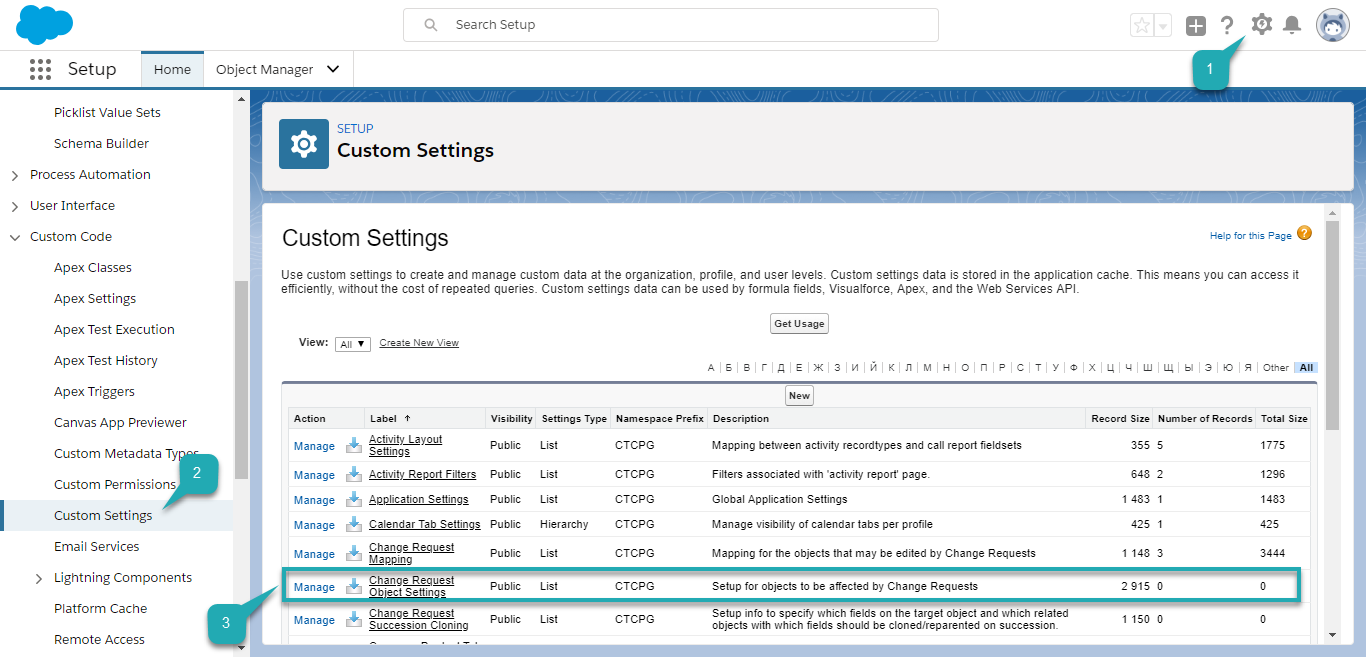 Search Setup
1
Setup
Home
Object Manager
Picklist Value Sets
Schema Builder
Process Automation
User Interface
Custom Code
Apex Classes
Apex Settings
Apex Test Execution
Apex Test History
Apex Triggers
Canvas App Previewer
Custom Metadata Types
Custom Permissions
2
Custom Settings
Email Services
Lightning Components
Platform Cache
Remote Access
SETUP
Custom Settings
Custom Settings
Help for this Page ?
Use custom settings to create and manage custom data at the organization, profile, and user levels. Custom settings data is stored in the application cache. This means you can access it
efficiently, without the cost of repeated queries. Custom settings data can be used by formula fields, Visualforce, Apex, and the Web Services API.
Get Usage
View: All ▼ Create New View
А | Б | В | Г | Д | Е | Ж | З | И | Й | К | Л | М | Н | О | П | Р | С | Т | У | Ф | Х | Ц | Ч | Ш | Щ | Ы | Э | Ю | Я | Other All
New
Action Label ↑ Visibility Settings Type Namespace Prefix Description Record Size Number of Records Total Size
Manage Activity Layout Settings Public List CTCPG Mapping between activity recordtypes and call report fieldsets 355 5 1775
Manage Activity Report Filters Public List CTCPG Filters associated with 'activity report' page. 648 2 1296
Manage Application Settings Public List CTCPG Global Application Settings 1 483 1 1483
Manage Calendar Tab Settings Public Hierarchy CTCPG Manage visibility of calendar tabs per profile 425 1 425
Manage Change Request Mapping Public List CTCPG Mapping for the objects that may be edited by Change Requests 1 148 3 3444
Manage Change Request Object Settings Public List CTCPG Setup for objects to be affected by Change Requests 2 915 0 0
3
Manage Change Request Succession Cloning Public List CTCPG Setup info to specify which fields on the target object and which related objects with which fields should be cloned/reparented on succession. 1 150 0 0